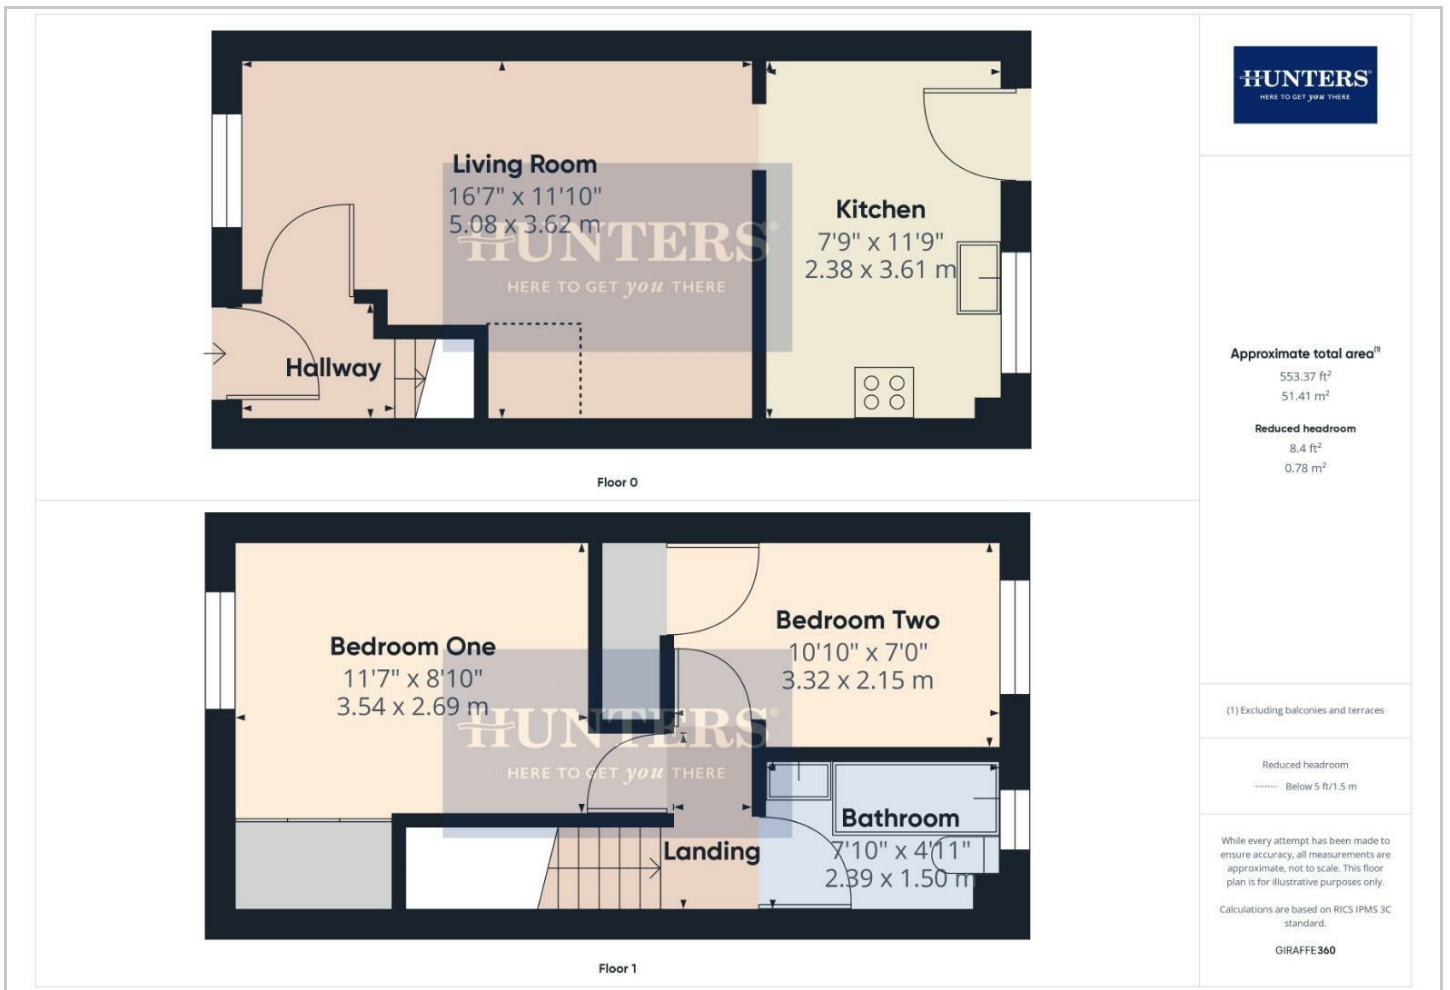 Living Room
16'7" x 11'10"
5.08 x 3.62 m
Kitchen
7'9" x 11'9"
2.38 x 3.61 m
HUNTERS®
HERE TO GET you THERE
Hallway
Floor 0
Bedroom One
11'7" x 8'10"
3.54 x 2.69 m
Bedroom Two
10'10" x 7'0"
3.32 x 2.15 m
HUNTERS®
HERE TO GET you THERE
Landing
Bathroom
7'10" x 4'11"
2.39 x 1.50 m
Floor 1
HUNTERS®
HERE TO GET you THERE
Approximate total area(1)
553.37 ft²
51.41 m²
Reduced headroom
8.4 ft²
0.78 m²
(1) Excluding balconies and terraces
Reduced headroom
Below 5 ft/1.5 m
While every attempt has been made to
ensure accuracy, all measurements are
approximate, not to scale. This floor
plan is for illustrative purposes only.
Calculations are based on RICS IPMS 3C
standard.
GIRAFFE360